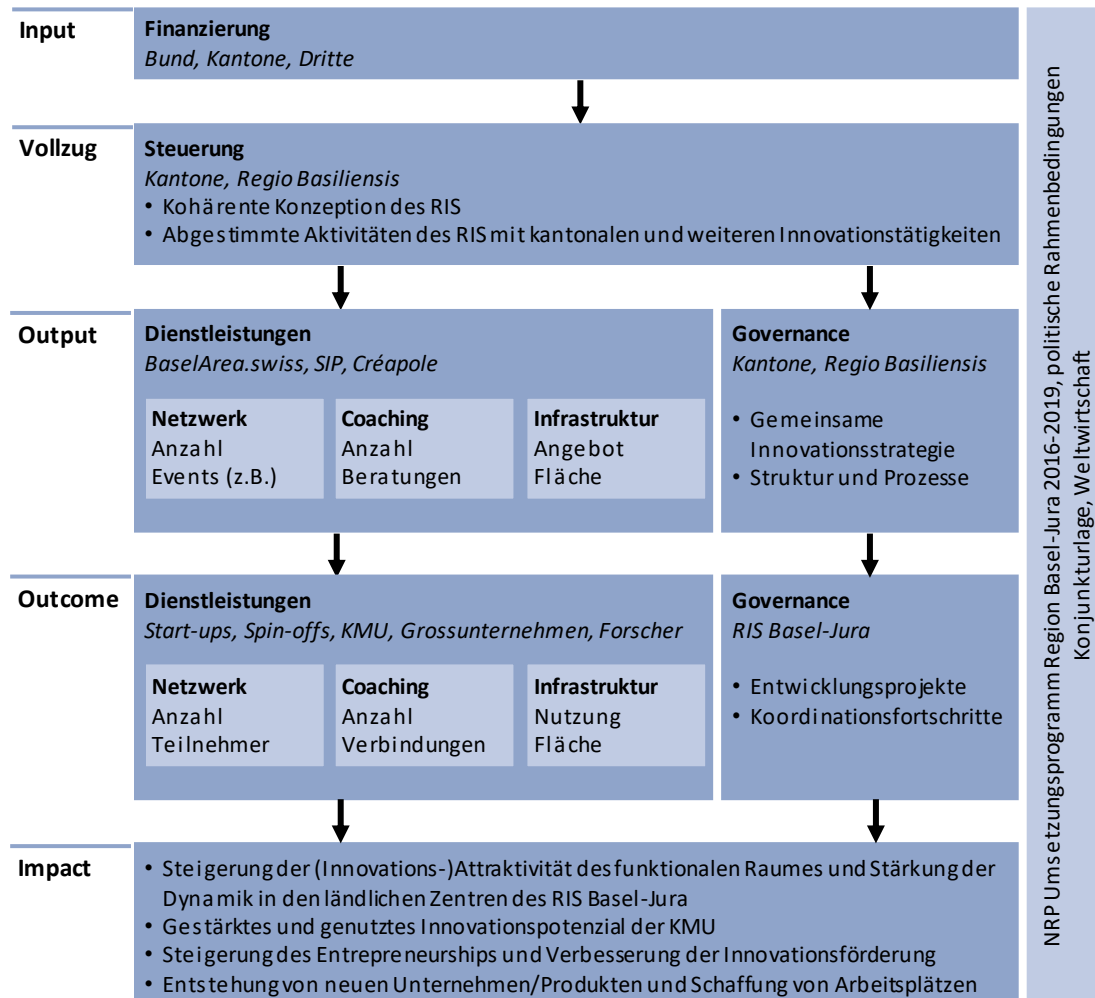 Input
Finanzierung
Bund, Kantone, Dritte
Vollzug
Steuerung
Kantone, Regio Basiliensis
• Kohärente Konzeption des RIS
• Abgestimmte Aktivitäten des RIS mit kantonalen und weiteren Innovationstätigkeiten
Output
Dienstleistungen
BaselArea.swiss, SIP, Créapole
Netzwerk
Anzahl
Events (z.B.)
Coaching
Anzahl
Beratungen
Infrastruktur
Angebot
Fläche
Governance
Kantone, Regio Basiliensis
• Gemeinsame
Innovationsstrategie
• Struktur und Prozesse
Outcome
Dienstleistungen
Start-ups, Spin-offs, KMU, Grossunternehmen, Forscher
Netzwerk
Anzahl
Teilnehmer
Coaching
Anzahl
Verbindungen
Infrastruktur
Nutzung
Fläche
Governance
RIS Basel-Jura
• Entwicklungsprojekte
• Koordinationsfortschritte
Impact
• Steigerung der (Innovations-)Attraktivität des funktionalen Raumes und Stärkung der
Dynamik in den ländlichen Zentren des RIS Basel-Jura
• Gestärktes und genutztes Innovationspotenzial der KMU
• Steigerung des Entrepreneurships und Verbesserung der Innovationsförderung
• Entstehung von neuen Unternehmen/Produkten und Schaffung von Arbeitsplätzen
NRP Umsetzungsprogramm Region Basel-Jura 2016-2019, politische Rahmenbedingungen
Konjunkturlage, Weltwirtschaft